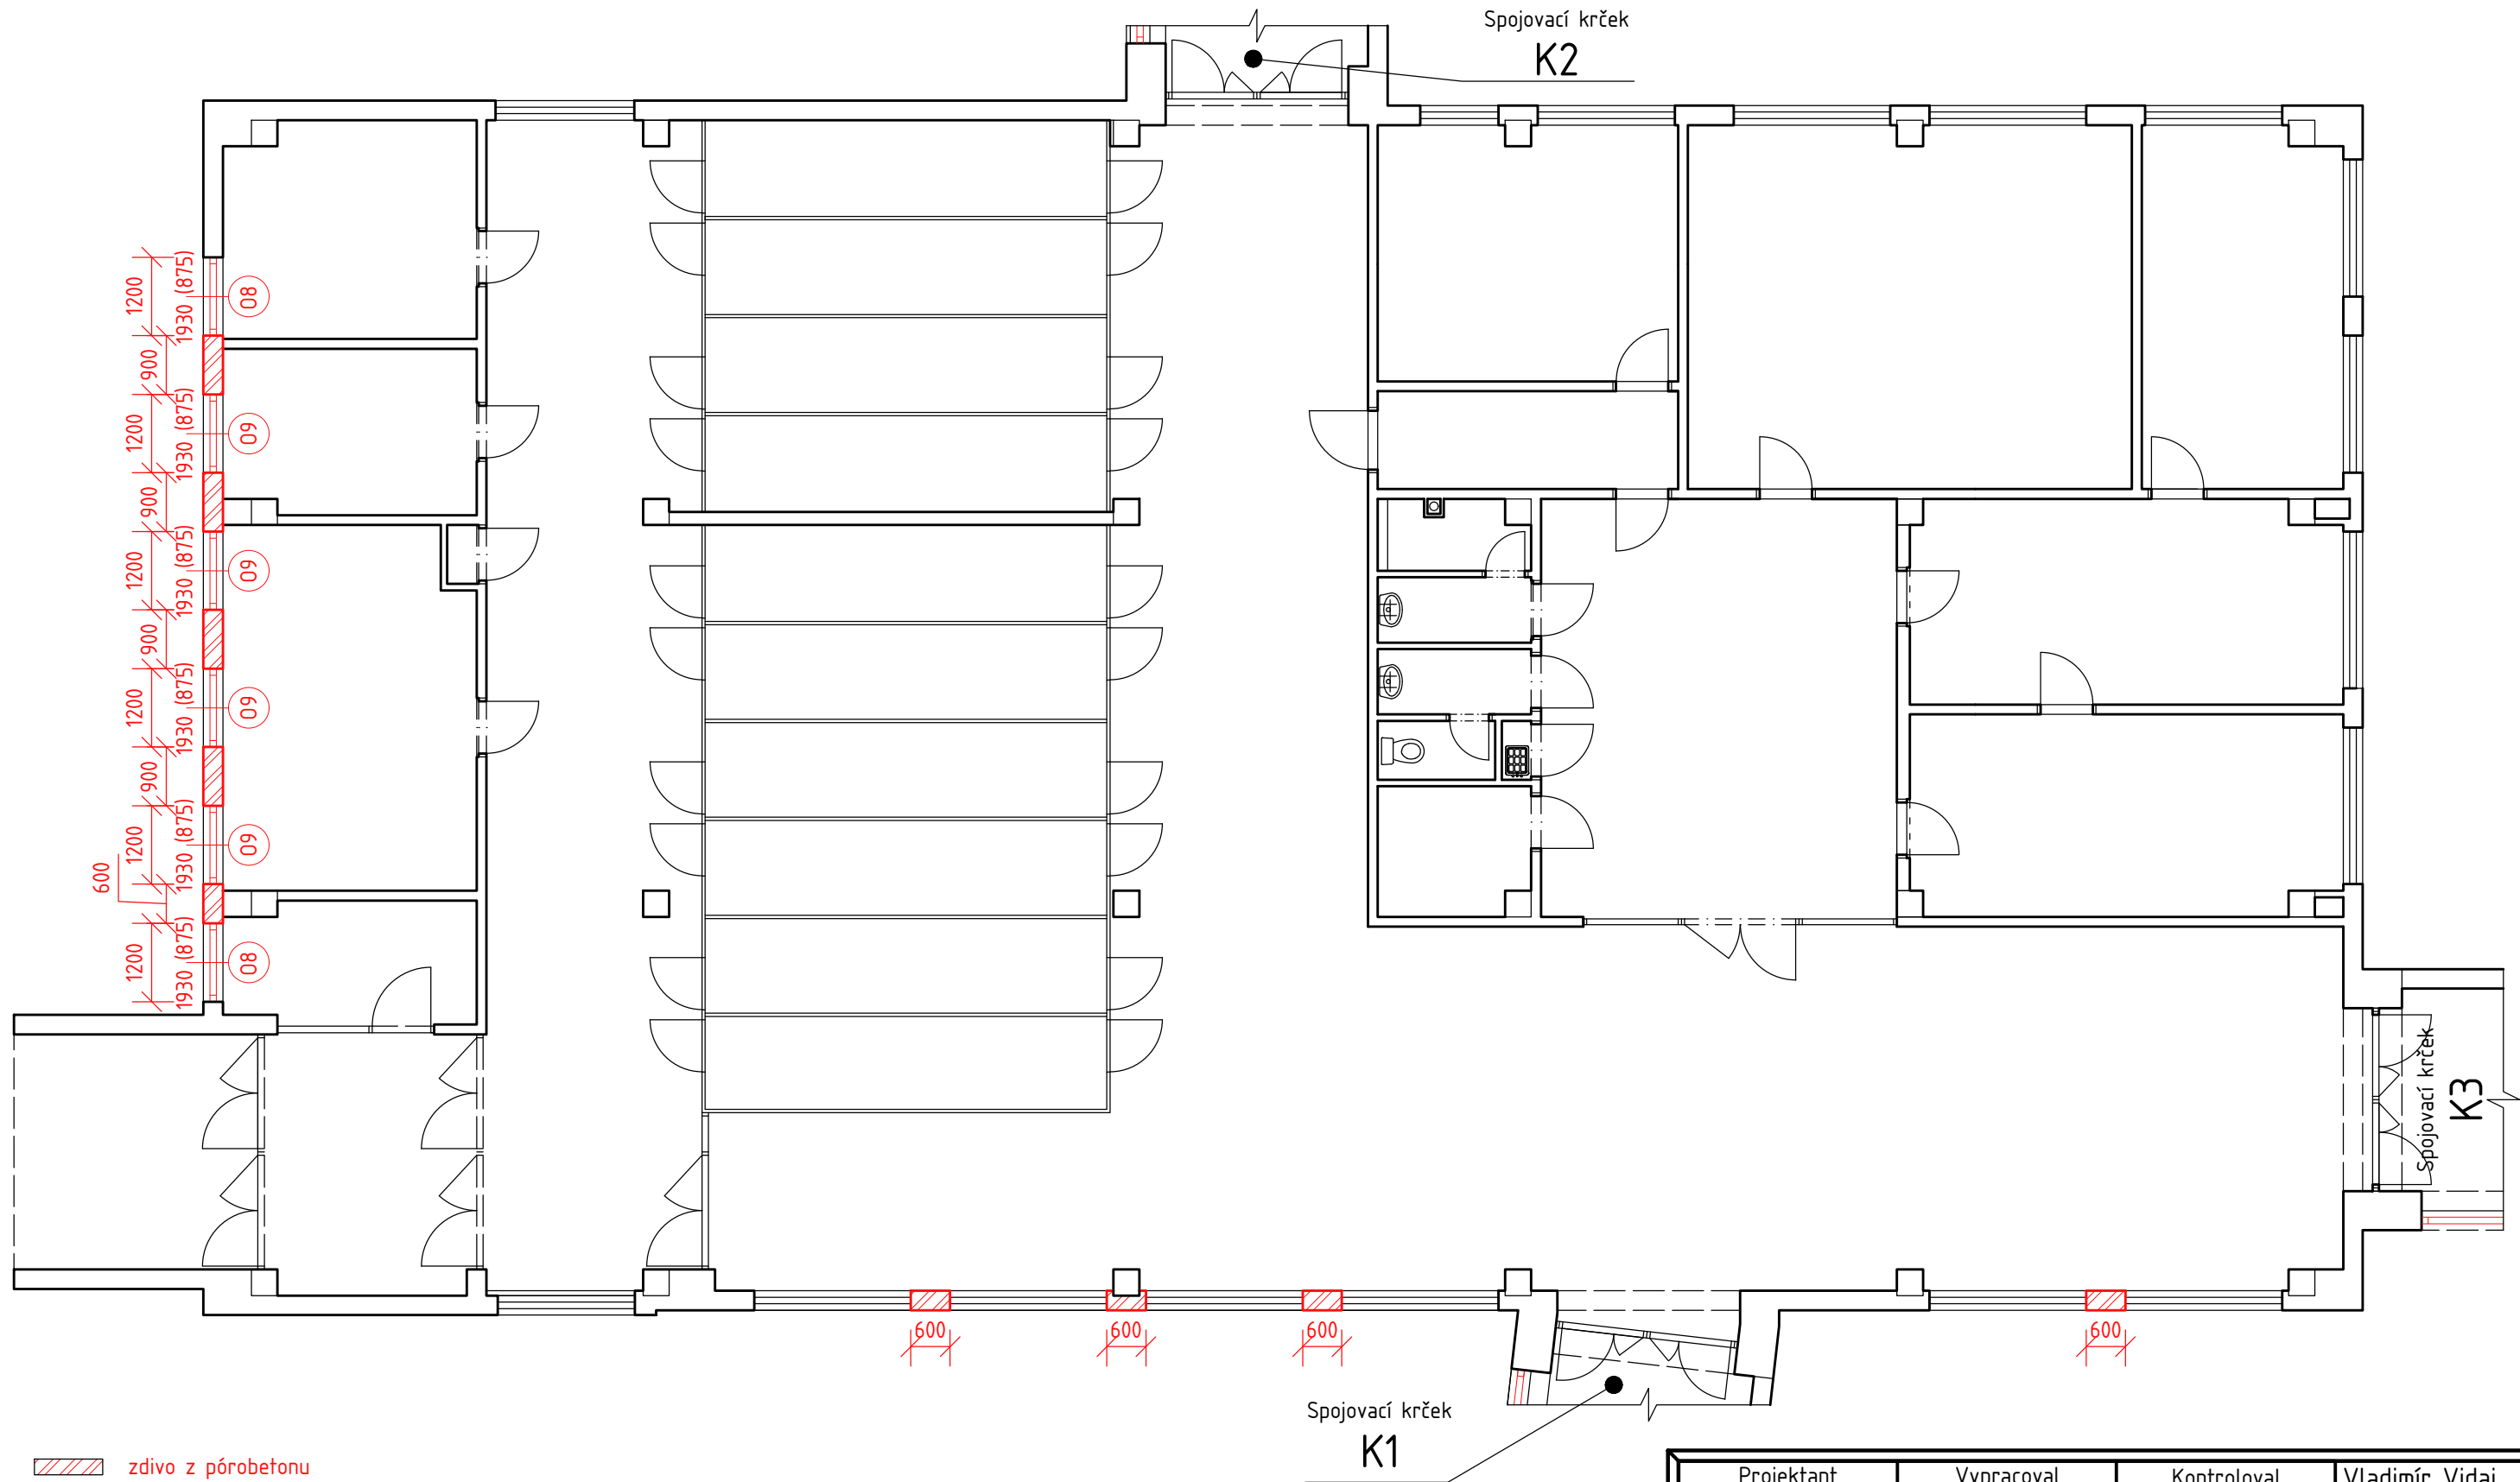 Spojovací krček
K2
1200
1930 (875)
08
900
1200
1930 (875)
09
900
1200
1930 (875)
09
900
1200
1930 (875)
09
900
1200
1930 (875)
09
600
1200
1930 (875)
08
Spojovací krček
K3
600
600
600
600
Spojovací krček
K1
zdivo z pórobetonu
Projektant
Vypracoval
Kontroloval
Vladimír Vidai